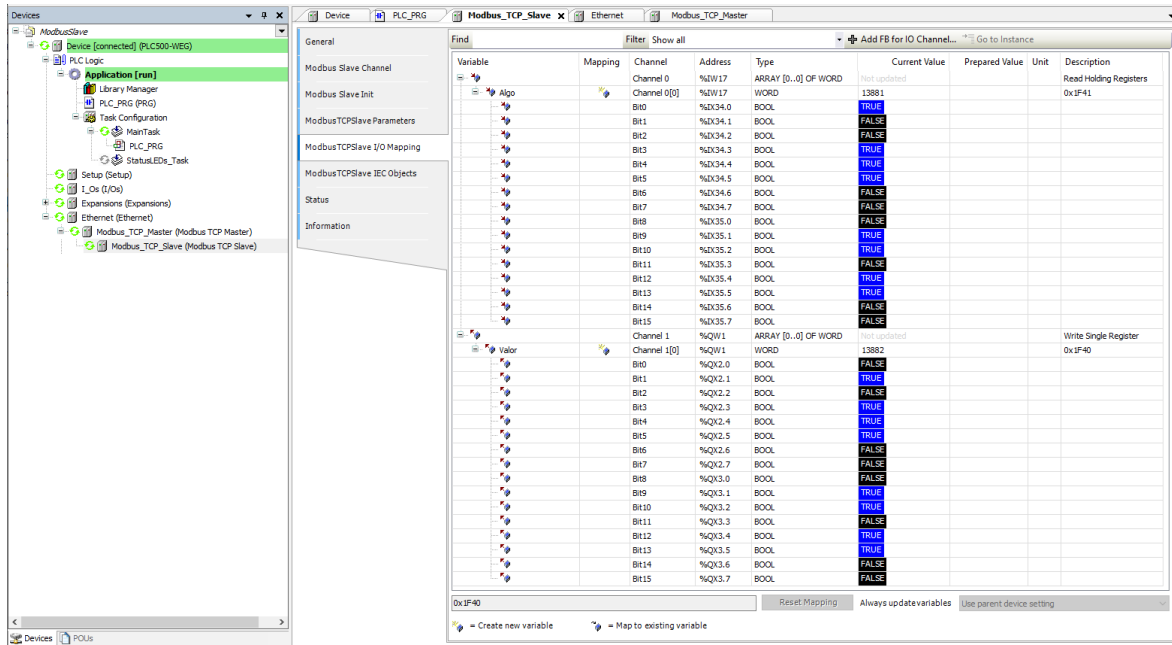 Devices
ModbusSlave
Device [connected] (PLC500-WEG)
PLC Logic
Application [run]
Library Manager
PLC_PRG (PRG)
Task Configuration
MainTask
PLC_PRG
StatusLEDs_Task
Setup (Setup)
I_Os (I/Os)
Expansions (Expansions)
Ethernet (Ethernet)
Modbus_TCP_Master (Modbus TCP Master)
Modbus_TCP_Slave (Modbus TCP Slave)
Devices POUs
Device PLC_PRG Modbus_TCP_Slave Ethernet Modbus_TCP_Master
General
Modbus Slave Channel
Modbus Slave Init
ModbusTCPSlave Parameters
ModbusTCPSlave I/O Mapping
ModbusTCPSlave IEC Objects
Status
Information
Find Filter Show all Add FB for IO Channel... Go to Instance
Variable Mapping Channel Address Type Current Value Prepared Value Unit Description
Channel 0 %IW17 ARRAY [0..0] OF WORD Not updated Read Holding Registers
Algo Channel 0[0] %IW17 WORD 13881 0x1F41
Bit0 %IX34.0 BOOL TRUE
Bit1 %IX34.1 BOOL FALSE
Bit2 %IX34.2 BOOL FALSE
Bit3 %IX34.3 BOOL TRUE
Bit4 %IX34.4 BOOL TRUE
Bit5 %IX34.5 BOOL TRUE
Bit6 %IX34.6 BOOL FALSE
Bit7 %IX34.7 BOOL FALSE
Bit8 %IX35.0 BOOL FALSE
Bit9 %IX35.1 BOOL TRUE
Bit10 %IX35.2 BOOL TRUE
Bit11 %IX35.3 BOOL FALSE
Bit12 %IX35.4 BOOL TRUE
Bit13 %IX35.5 BOOL TRUE
Bit14 %IX35.6 BOOL FALSE
Bit15 %IX35.7 BOOL FALSE
Channel 1 %QW1 ARRAY [0..0] OF WORD Not updated Write Single Register
Valor Channel 1[0] %QW1 WORD 13882 0x1F40
Bit0 %QX2.0 BOOL FALSE
Bit1 %QX2.1 BOOL TRUE
Bit2 %QX2.2 BOOL FALSE
Bit3 %QX2.3 BOOL TRUE
Bit4 %QX2.4 BOOL TRUE
Bit5 %QX2.5 BOOL TRUE
Bit6 %QX2.6 BOOL FALSE
Bit7 %QX2.7 BOOL FALSE
Bit8 %QX3.0 BOOL FALSE
Bit9 %QX3.1 BOOL TRUE
Bit10 %QX3.2 BOOL TRUE
Bit11 %QX3.3 BOOL FALSE
Bit12 %QX3.4 BOOL TRUE
Bit13 %QX3.5 BOOL TRUE
Bit14 %QX3.6 BOOL FALSE
Bit15 %QX3.7 BOOL FALSE
0x1F40 Reset Mapping Always update variables Use parent device setting
= Create new variable = Map to existing variable